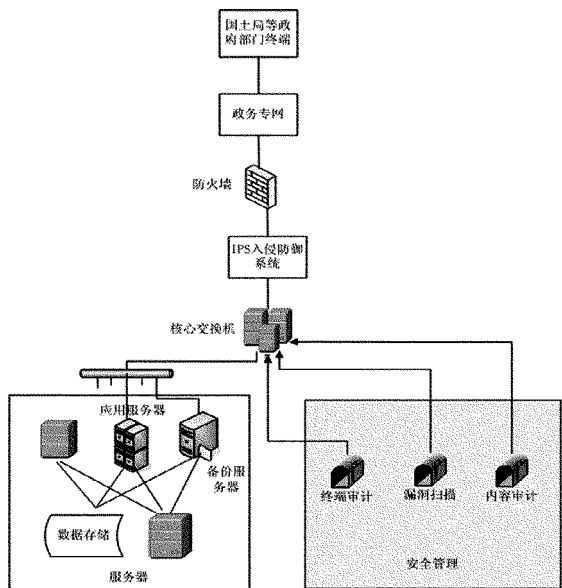 国土局等政
府部门终端
政务专网
防火墙
IPS入侵防御
系统
核心交换机
应用服务器
备份服
务器
数据存储
服务器
终端审计
漏洞扫描
内容审计
安全管理